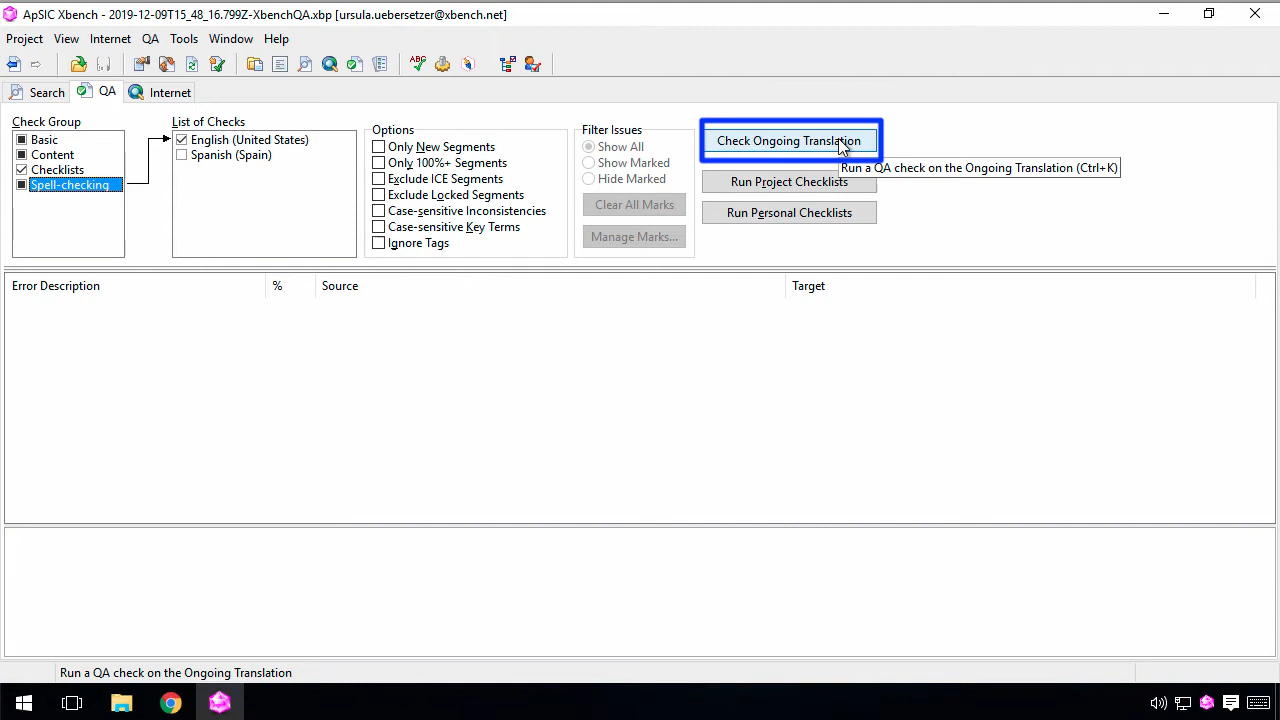 ApSIC Xbench - 2019-12-09T15_48_16.799Z-XbenchQA.xbp [ursula.uebersetzer@xbench.net]
Project View Internet QA Tools Window Help
ABC
Search QA Internet
Check Group
Basic
Content
Checklists
Spell-checking
List of Checks
English (United States)
Spanish (Spain)
Options
Only New Segments
Only 100%+ Segments
Exclude ICE Segments
Exclude Locked Segments
Case-sensitive Inconsistencies
Case-sensitive Key Terms
Ignore Tags
Filter Issues
Show All
Show Marked
Hide Marked
Clear All Marks
Manage Marks...
Check Ongoing Translation
Run a QA check on the Ongoing Translation (Ctrl+K)
Run Project Checklists
Run Personal Checklists
Error Description % Source Target
Run a QA check on the Ongoing Translation